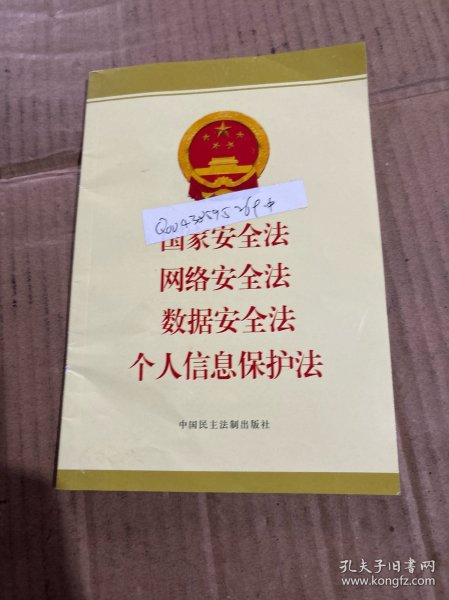 国家安全法
网络安全法
数据安全法
个人信息保护法
中国民主法制出版社
孔夫子旧书网
www.kongfz.com